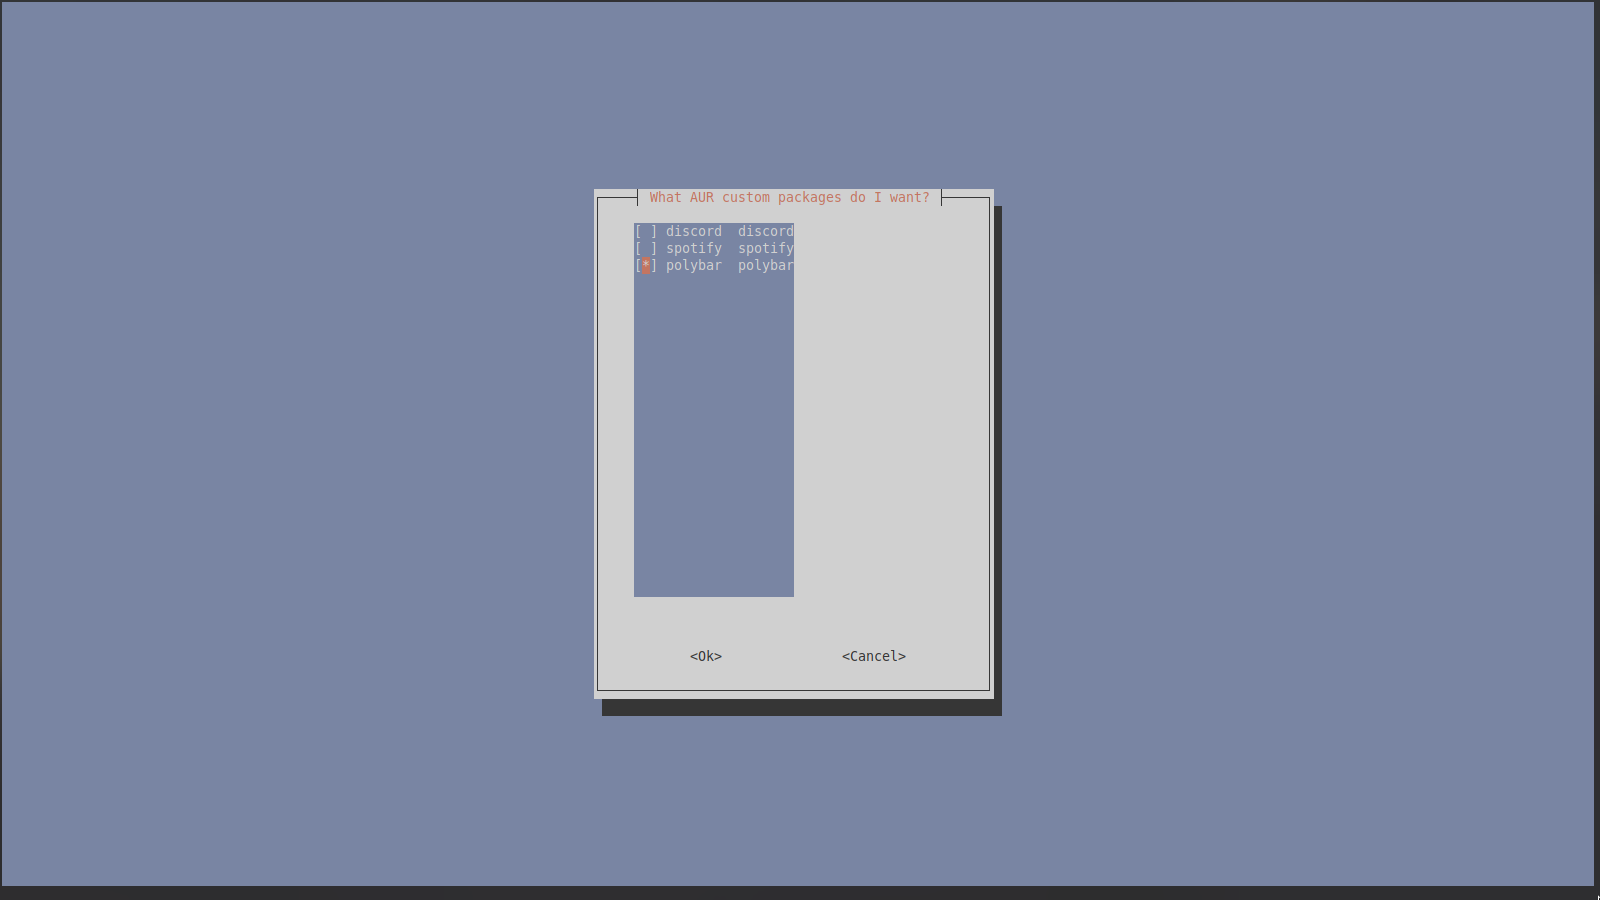 What AUR custom packages do I want?
[ ] discord  discord
[ ] spotify  spotify
[*] polybar  polybar
<Ok> <Cancel>